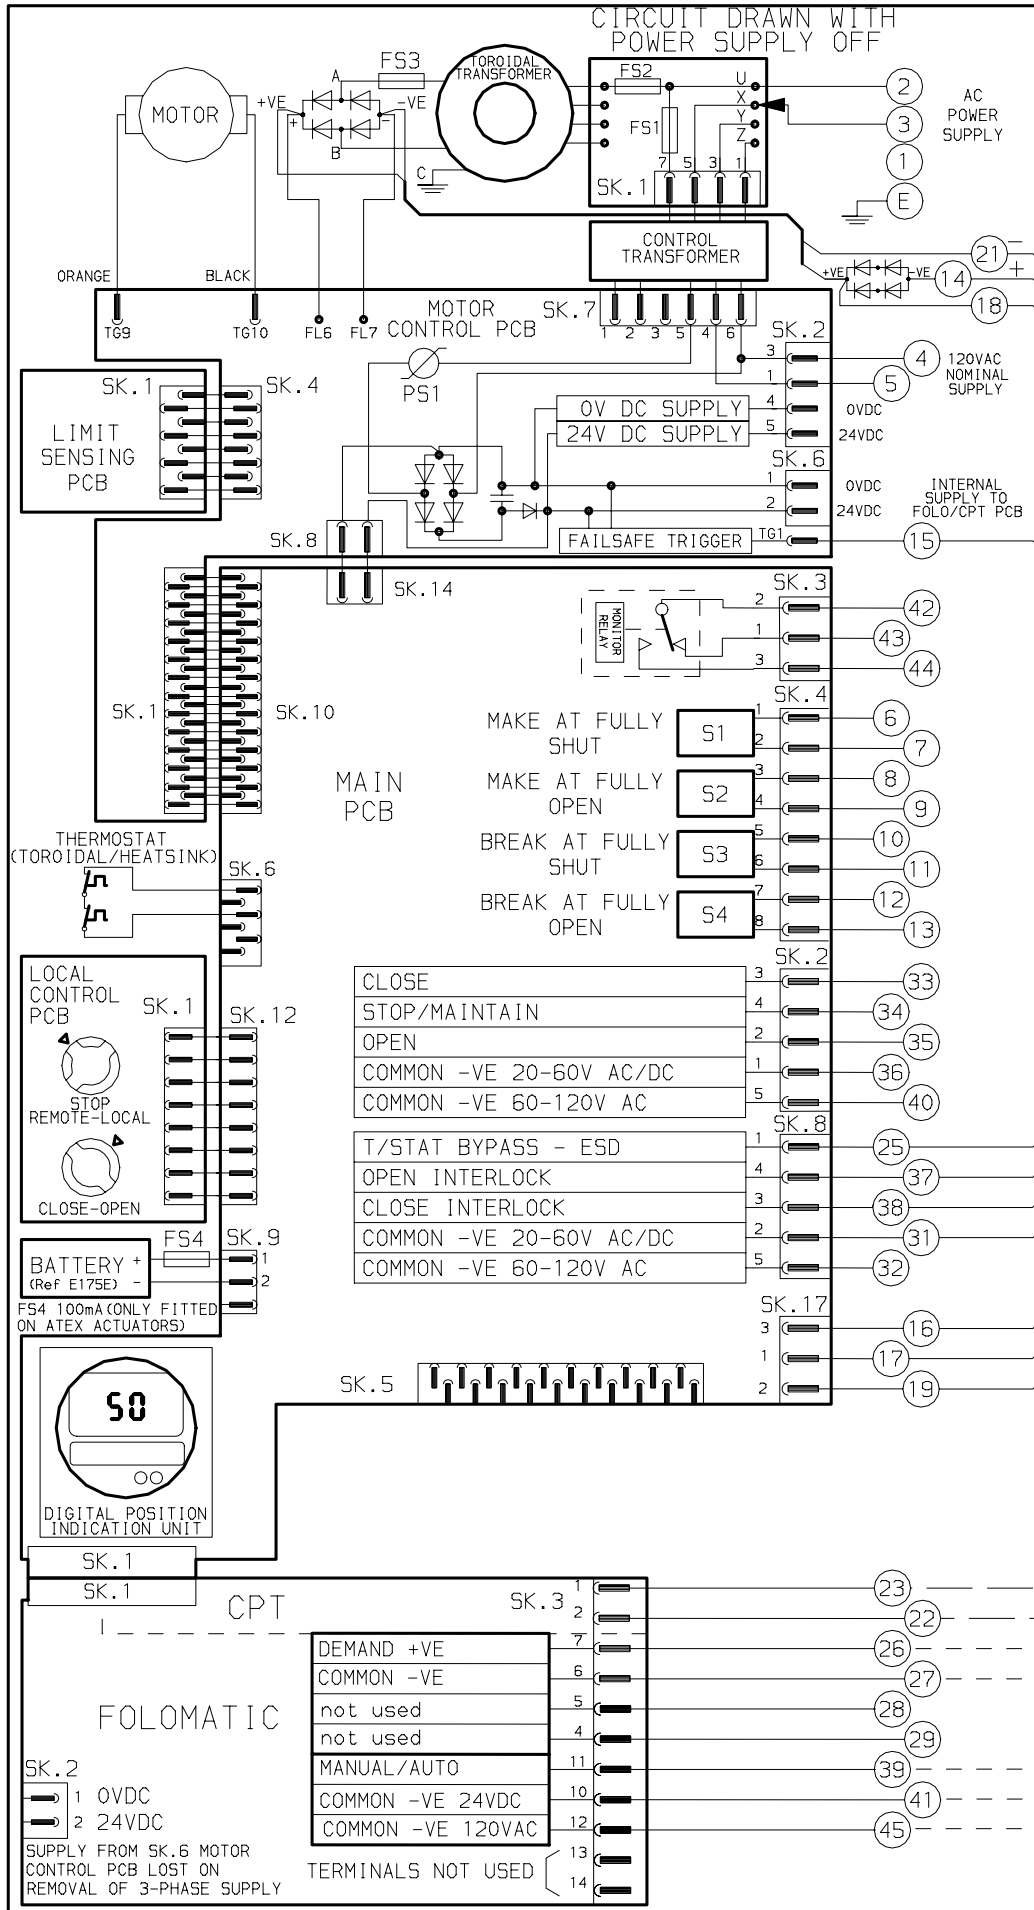 CIRCUIT DRAWN WITH
POWER SUPPLY OFF
FS3
TOROIDAL
TRANSFORMER
FS2
U
2
AC
POWER
SUPPLY
A
+VE
-VE
+
-
MOTOR
X
3
Y
FS1
Z
1
B
7 5 3 1
C
SK.1
E
CONTROL
TRANSFORMER
21
-
+VE
-VE
14
+
18
ORANGE
BLACK
TG9
TG10
FL6
FL7
MOTOR
CONTROL PCB
SK.7
1 2 3 5 4 6
SK.2
PS1
3
4
120VAC
NOMINAL
SUPPLY
1
5
0V DC SUPPLY
4
0VDC
24V DC SUPPLY
5
24VDC
SK.1
SK.4
LIMIT
SENSING
PCB
SK.6
1
0VDC
2
24VDC
INTERNAL
SUPPLY TO
FOLO/CPT PCB
FAILSAFE TRIGGER
TG1
15
SK.8
SK.14
SK.3
MONITOR
RELAY
2
42
1
43
3
44
SK.1
SK.10
SK.4
MAIN
PCB
MAKE AT FULLY
SHUT
S1
1
6
2
7
MAKE AT FULLY
OPEN
S2
3
8
4
9
BREAK AT FULLY
SHUT
S3
5
10
6
11
BREAK AT FULLY
OPEN
S4
7
12
8
13
THERMOSTAT
(TOROIDAL/HEATSINK)
SK.6
SK.2
LOCAL
CONTROL
PCB
SK.1
SK.12
STOP
REMOTE-LOCAL
CLOSE-OPEN
CLOSE
3
33
STOP/MAINTAIN
4
34
OPEN
2
35
COMMON -VE 20-60V AC/DC
1
36
COMMON -VE 60-120V AC
5
40
SK.8
T/STAT BYPASS - ESD
1
25
OPEN INTERLOCK
4
37
CLOSE INTERLOCK
3
38
COMMON -VE 20-60V AC/DC
2
31
COMMON -VE 60-120V AC
5
32
FS4
SK.9
BATTERY
(Ref E175E)
+
-
1
2
FS4 100mA(ONLY FITTED
ON ATEX ACTUATORS)
SK.17
3
16
1
17
2
19
SK.5
50
DIGITAL POSITION
INDICATION UNIT
SK.1
SK.1
CPT
SK.3
1
23
2
22
DEMAND +VE
7
26
COMMON -VE
6
27
not used
5
28
not used
4
29
MANUAL/AUTO
11
39
COMMON -VE 24VDC
10
41
COMMON -VE 120VAC
12
45
FOLOMATIC
SK.2
1 0VDC
2 24VDC
SUPPLY FROM SK.6 MOTOR
CONTROL PCB LOST ON
REMOVAL OF 3-PHASE SUPPLY
TERMINALS NOT USED
13
14